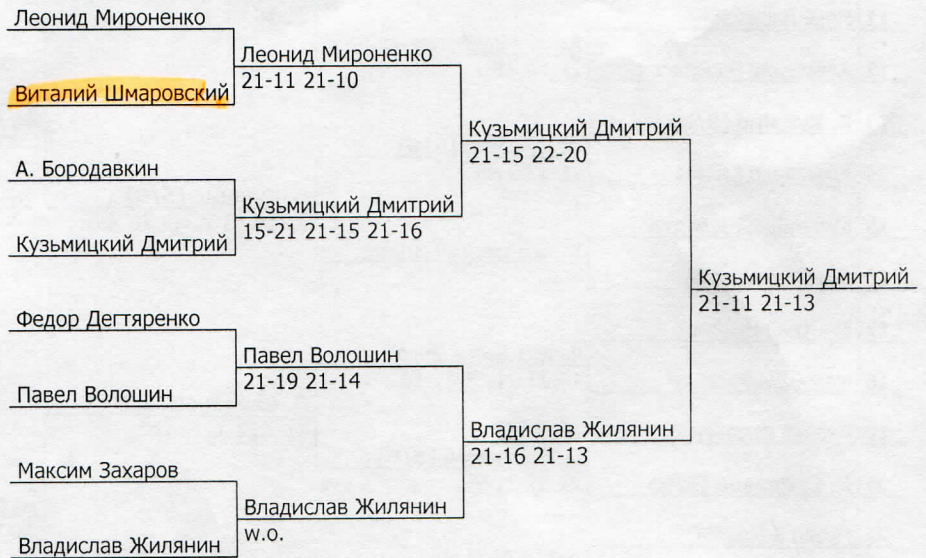 Леонид Мироненко
Леонид Мироненко
21-11 21-10
Виталий Шмаровский
Кузьмицкий Дмитрий
21-15 22-20
А. Бородавкин
Кузьмицкий Дмитрий
15-21 21-15 21-16
Кузьмицкий Дмитрий
Кузьмицкий Дмитрий
21-11 21-13
Федор Дегтяренко
Павел Волошин
21-19 21-14
Павел Волошин
Владислав Жилянин
21-16 21-13
Максим Захаров
Владислав Жилянин
w.o.
Владислав Жилянин